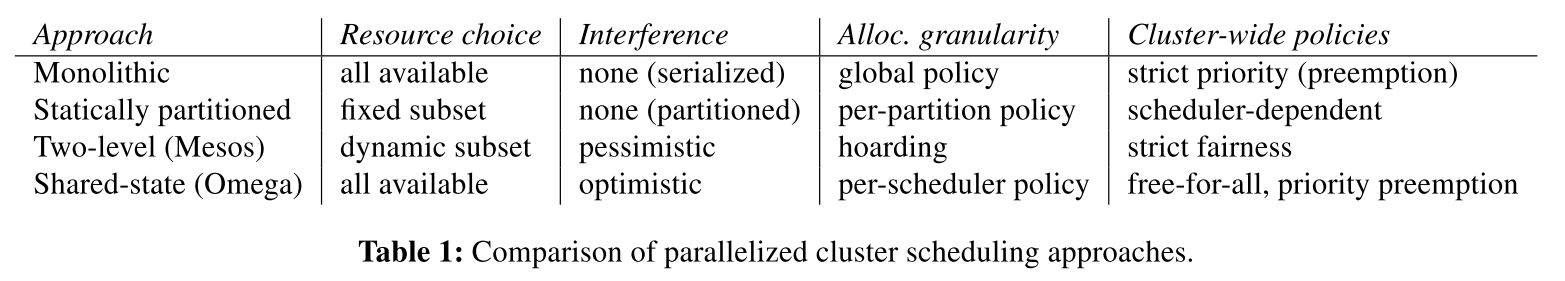 Approach Resource choice Interference Alloc. granularity Cluster-wide policies
Monolithic all available none (serialized) global policy strict priority (preemption)
Statically partitioned fixed subset none (partitioned) per-partition policy scheduler-dependent
Two-level (Mesos) dynamic subset pessimistic hoarding strict fairness
Shared-state (Omega) all available optimistic per-scheduler policy free-for-all, priority preemption
Table 1: Comparison of parallelized cluster scheduling approaches.